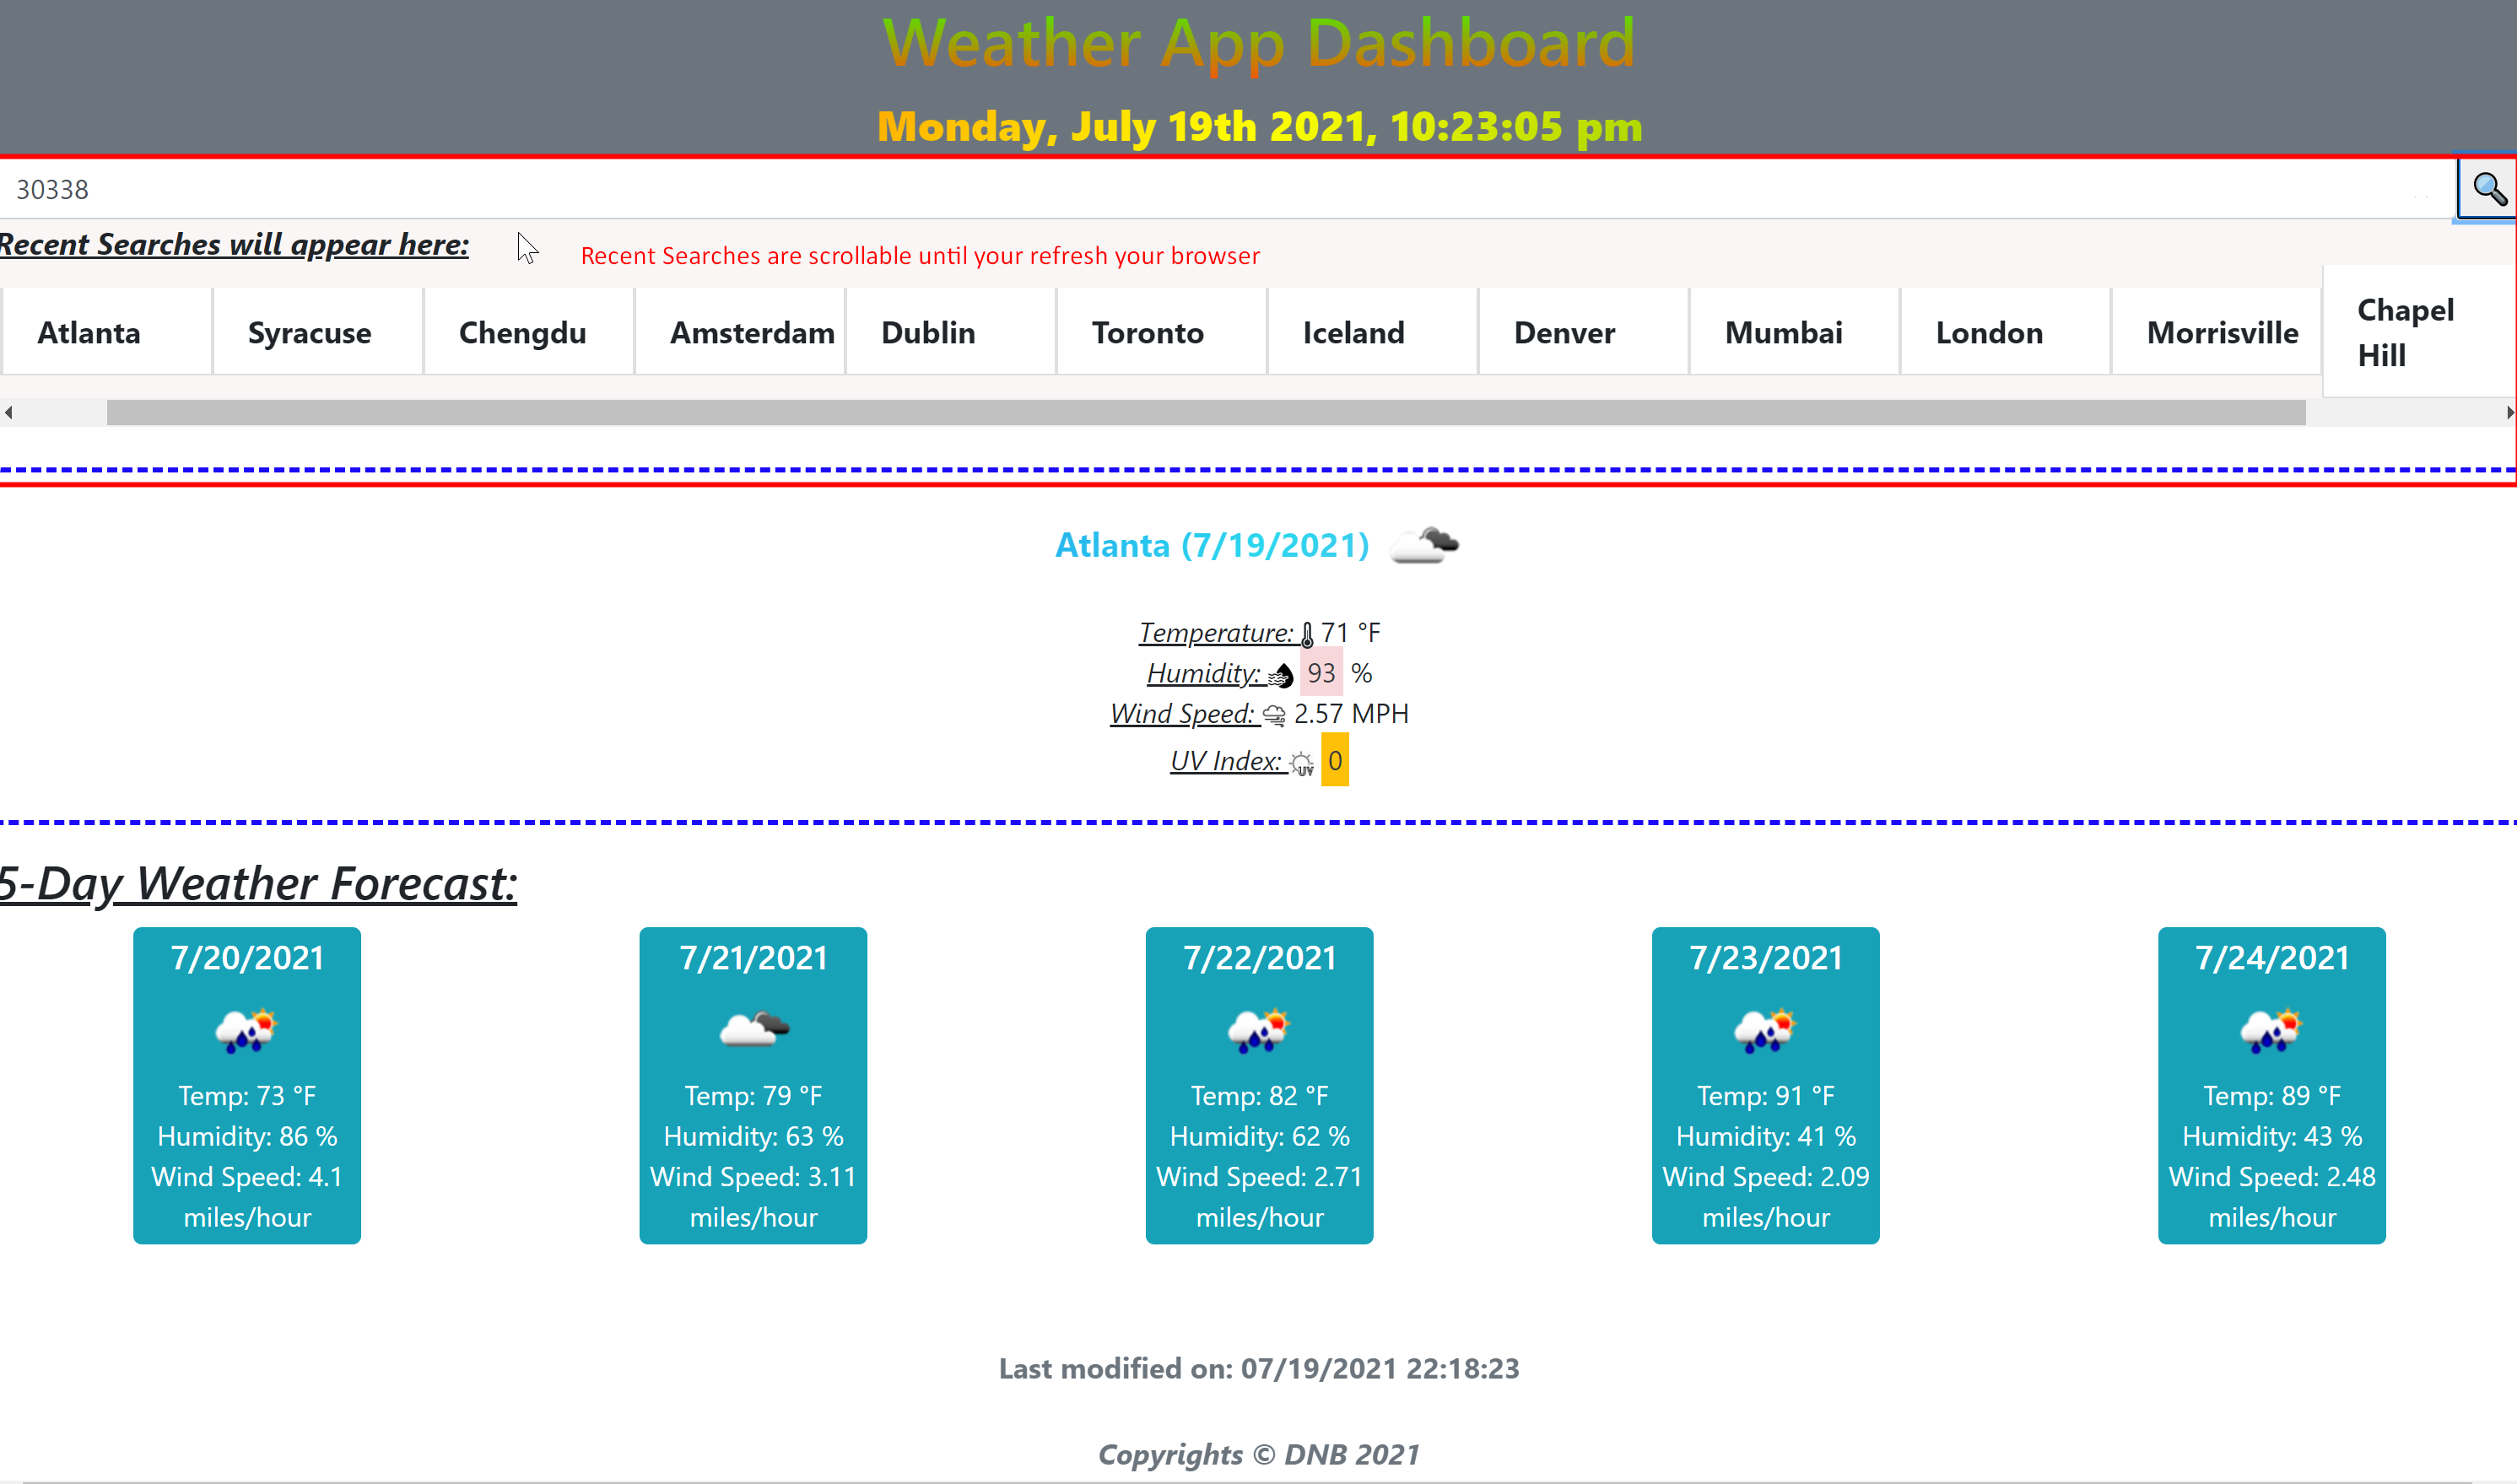 Weather App Dashboard
Monday, July 19th 2021, 10:23:05 pm
30338
Recent Searches will appear here:
Recent Searches are scrollable until your refresh your browser
Atlanta
Syracuse
Chengdu
Amsterdam
Dublin
Toronto
Iceland
Denver
Mumbai
London
Morrisville
Chapel
Hill
Atlanta (7/19/2021)
Temperature: 71 °F
Humidity: 93 %
Wind Speed: 2.57 MPH
UV Index: UV 0
5-Day Weather Forecast:
7/20/2021
Temp: 73 °F
Humidity: 86 %
Wind Speed: 4.1
miles/hour
7/21/2021
Temp: 79 °F
Humidity: 63 %
Wind Speed: 3.11
miles/hour
7/22/2021
Temp: 82 °F
Humidity: 62 %
Wind Speed: 2.71
miles/hour
7/23/2021
Temp: 91 °F
Humidity: 41 %
Wind Speed: 2.09
miles/hour
7/24/2021
Temp: 89 °F
Humidity: 43 %
Wind Speed: 2.48
miles/hour
Last modified on: 07/19/2021 22:18:23
Copyrights © DNB 2021